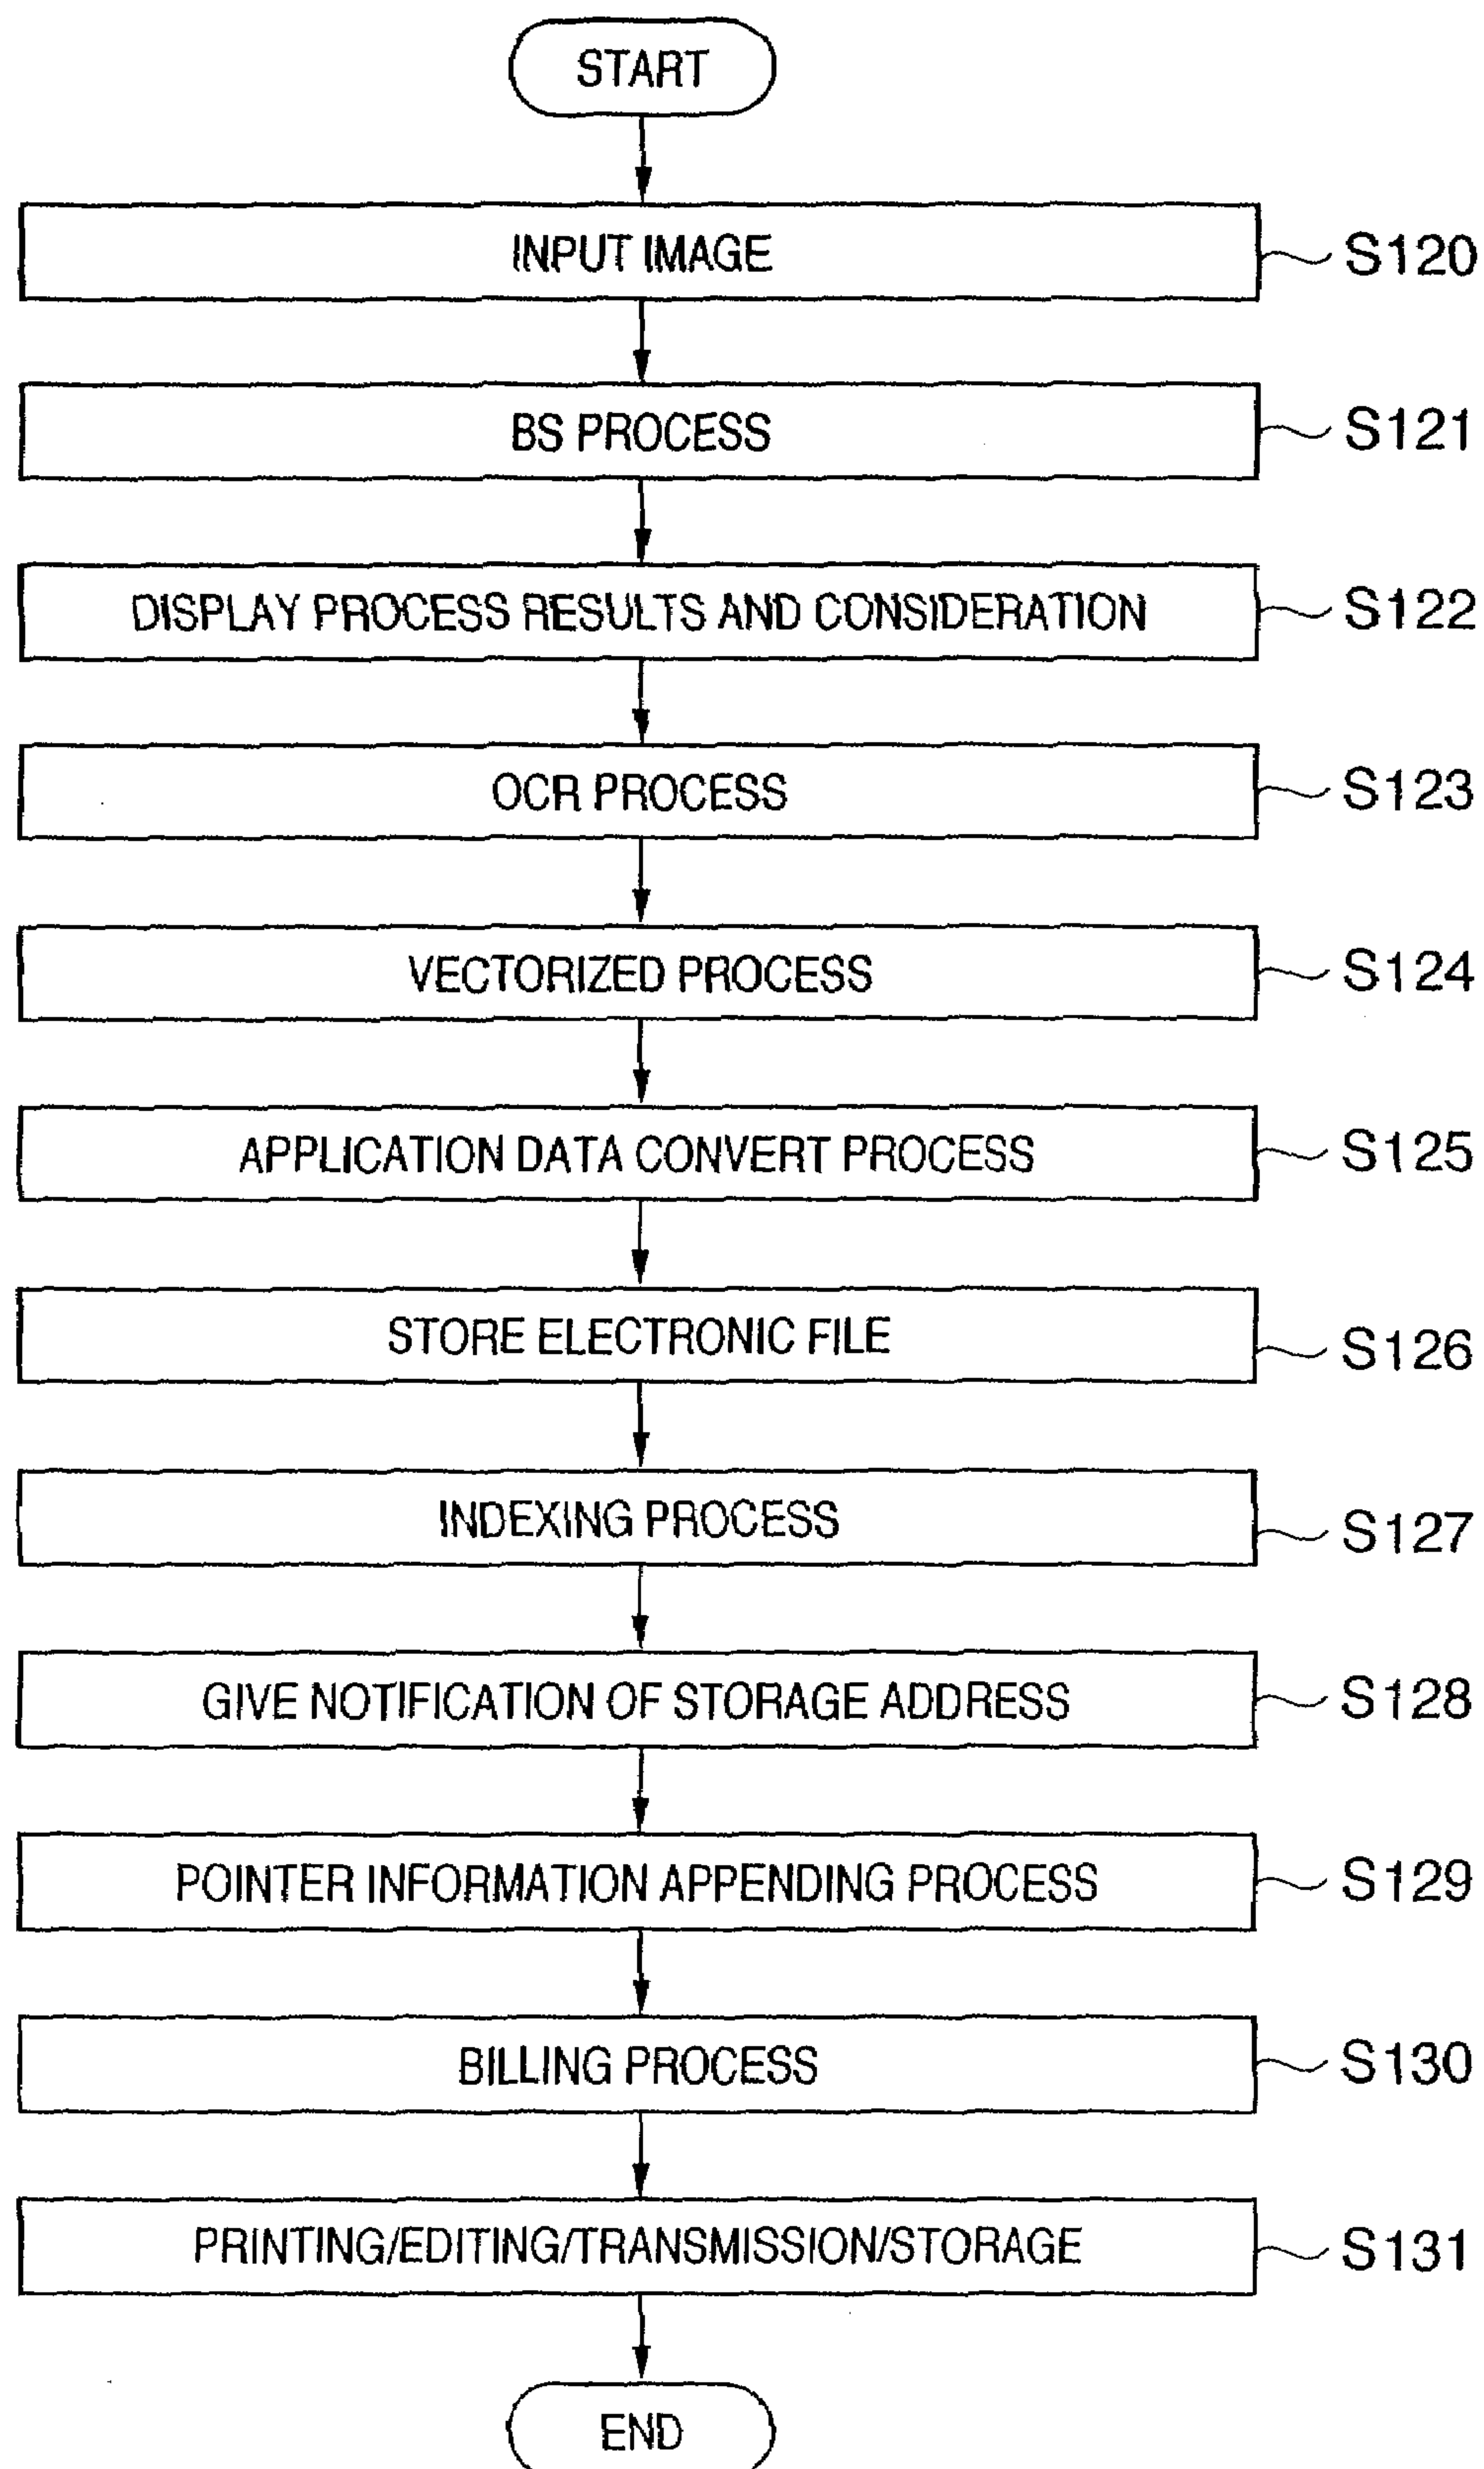 START
INPUT IMAGE S120
BS PROCESS S121
DISPLAY PROCESS RESULTS AND CONSIDERATION S122
OCR PROCESS S123
VECTORIZED PROCESS S124
APPLICATION DATA CONVERT PROCESS S125
STORE ELECTRONIC FILE S126
INDEXING PROCESS S127
GIVE NOTIFICATION OF STORAGE ADDRESS S128
POINTER INFORMATION APPENDING PROCESS S129
BILLING PROCESS S130
PRINTING/EDITING/TRANSMISSION/STORAGE S131
END